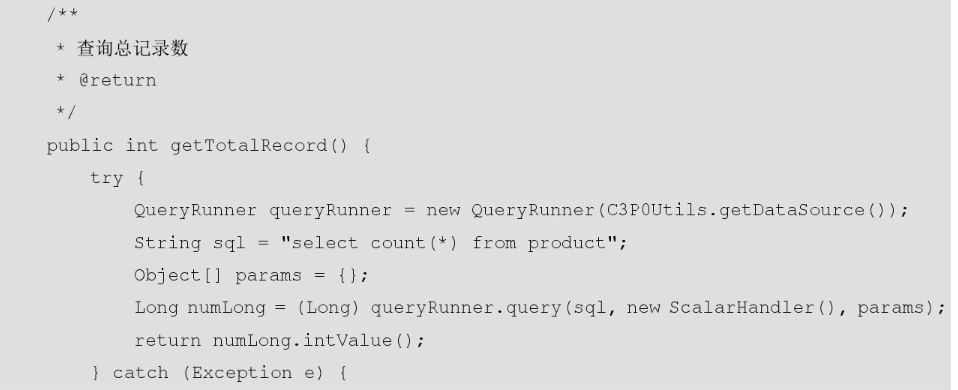 /**
 * 查询总记录数
 * @return
 */
public int getTotalRecord() {
    try {
        QueryRunner queryRunner = new QueryRunner(C3P0Utils.getDataSource());
        String sql = "select count(*) from product";
        Object[] params = {};
        Long numLong = (Long) queryRunner.query(sql, new ScalarHandler(), params);
        return numLong.intValue();
    } catch (Exception e) {